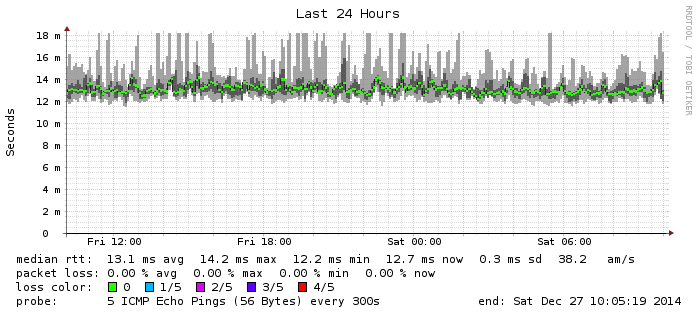 Last 24 Hours
RRDTOOL / TOBI OETIKER
Seconds
18 m
16 m
14 m
12 m
10 m
8 m
6 m
4 m
2 m
0
Fri 12:00 Fri 18:00 Sat 00:00 Sat 06:00
median rtt: 13.1 ms avg 14.2 ms max 12.2 ms min 12.7 ms now 0.3 ms sd 38.2 am/s
packet loss: 0.00 % avg 0.00 % max 0.00 % min 0.00 % now
loss color: 0 1/5 2/5 3/5 4/5
probe: 5 ICMP Echo Pings (56 Bytes) every 300s end: Sat Dec 27 10:05:19 2014